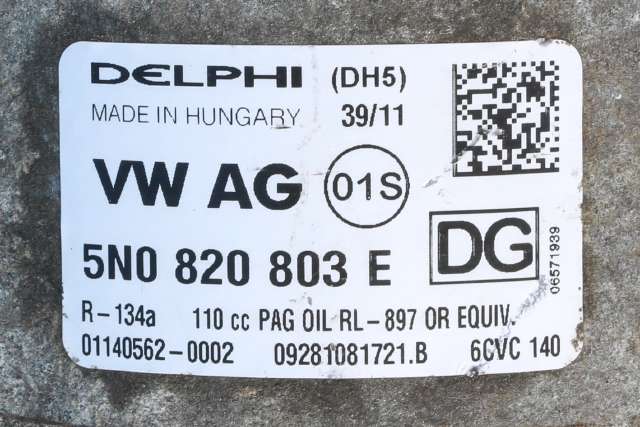 DELPHI (DH5)
MADE IN HUNGARY 39/11
VW AG 01S
5N0 820 803 E DG
06571939
R-134a 110 cc PAG OIL RL-897 OR EQUIV.
01140562-0002 09281081721.B 6CVC 140